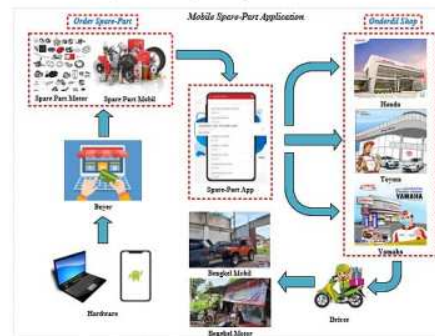 Mobile Spare-Part Application
Order Spare-Part
Onderdil Shop
Spare Part Motor
Spare Part Mobil
Honda
Spare-Part App
Toyota
Buyer
YAMAHA
Yamaha
Bengkel Mobil
Hardware
Driver
Bengkel Motor